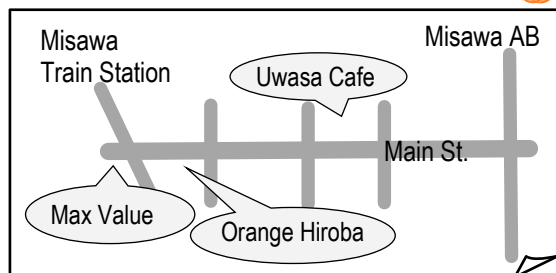 Misawa
Train Station
Misawa AB
Uwasa Cafe
Main St.
Max Value
Orange Hiroba